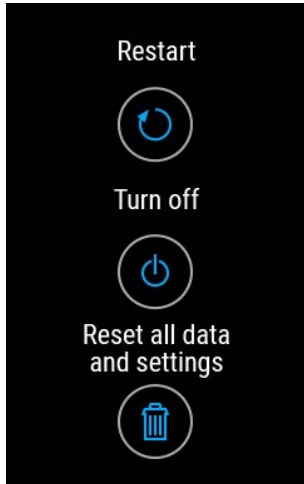 Restart
Turn off
Reset all data
and settings